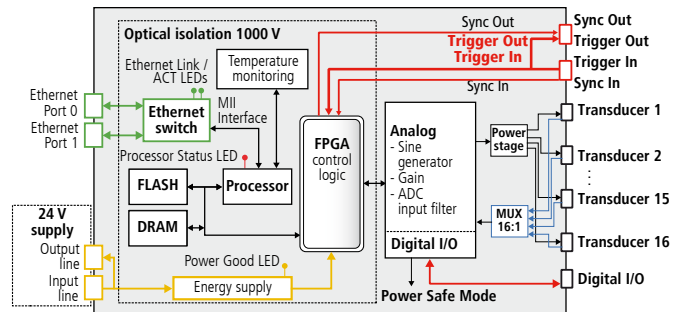 Optical isolation 1000 V
Sync Out
Sync Out
Trigger Out
Trigger Out
Trigger In
Trigger In
Sync In
Sync In
Ethernet Link /
ACT LEDs
Temperature
monitoring
Ethernet
Port 0
Ethernet
Port 1
Ethernet
switch
MII
Interface
Processor Status LED
FLASH
Processor
DRAM
FPGA
control
logic
Analog
- Sine
generator
- Gain
- ADC
input filter
Digital I/O
Power
stage
MUX
16:1
Transducer 1
Transducer 2
⋮
Transducer 15
Transducer 16
Digital I/O
24 V
supply
Output
line
Input
line
Power Good LED
Energy supply
Power Safe Mode